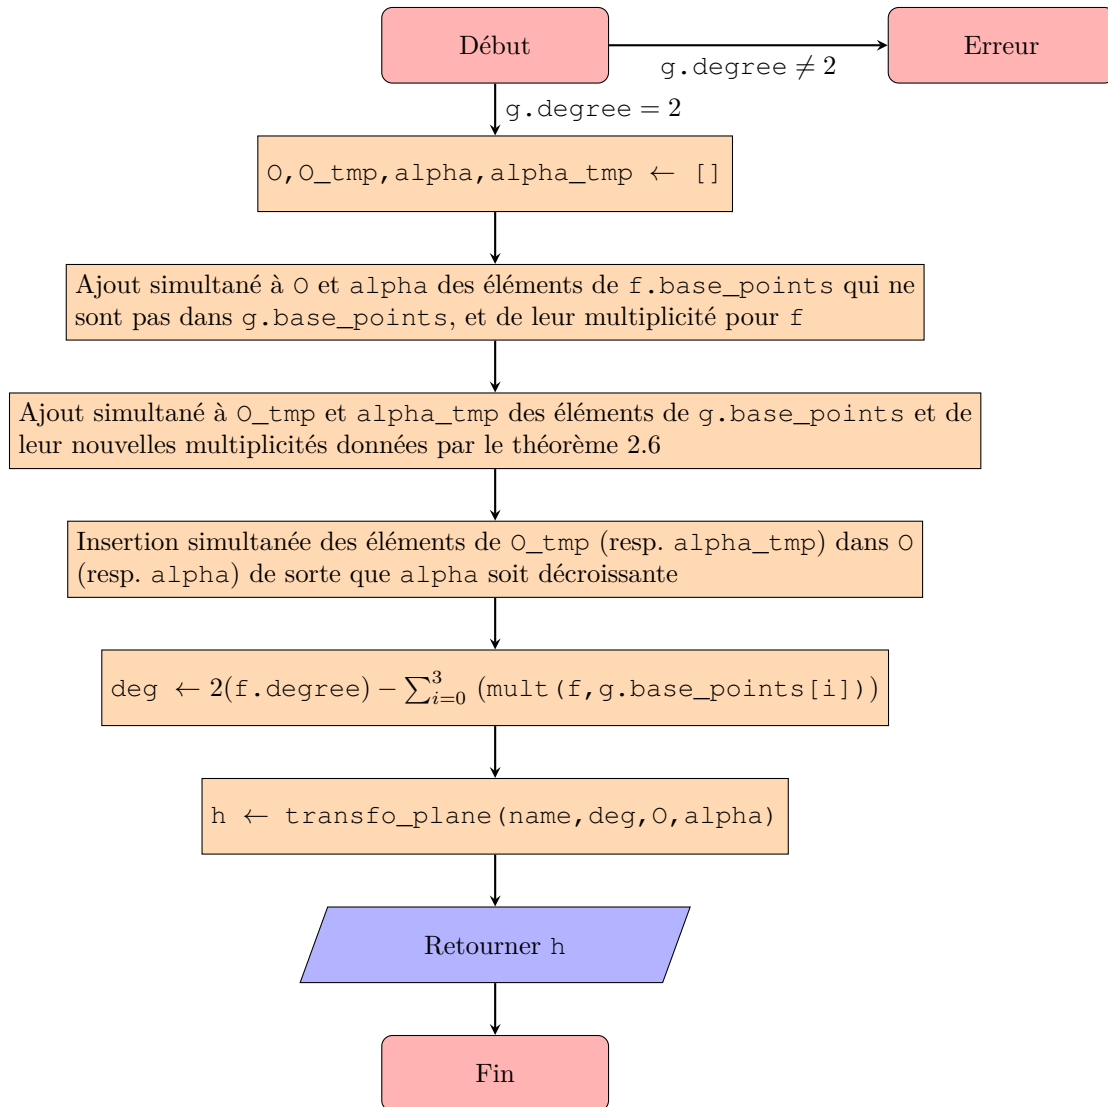 Début
Erreur
g.degree ≠ 2
g.degree = 2
O,O_tmp,alpha,alpha_tmp ← []
Ajout simultané à O et alpha des éléments de f.base_points qui ne
sont pas dans g.base_points, et de leur multiplicité pour f
Ajout simultané à O_tmp et alpha_tmp des éléments de g.base_points et de
leur nouvelles multiplicités données par le théorème 2.6
Insertion simultanée des éléments de O_tmp (resp. alpha_tmp) dans O
(resp. alpha) de sorte que alpha soit décroissante
deg ← 2(f.degree) − ∑_{i=0}^{3} (mult(f,g.base_points[i]))
h ← transfo_plane(name,deg,O,alpha)
Retourner h
Fin